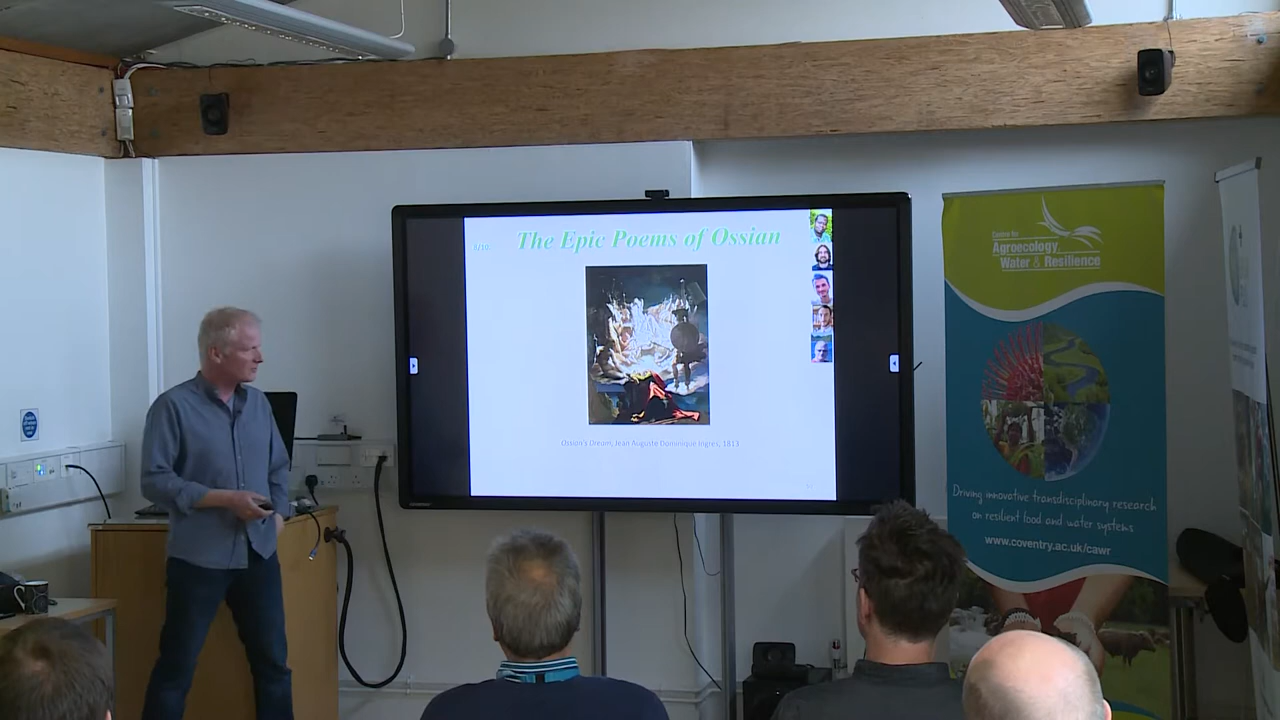 The Epic Poems of Ossian
Ossian's Dream, Jean Auguste Dominique Ingres, 1813
Centre for
Agroecology,
Water & Resilience
Driving innovative transdisciplinary research
on resilient food and water systems
www.coventry.ac.uk/cawr